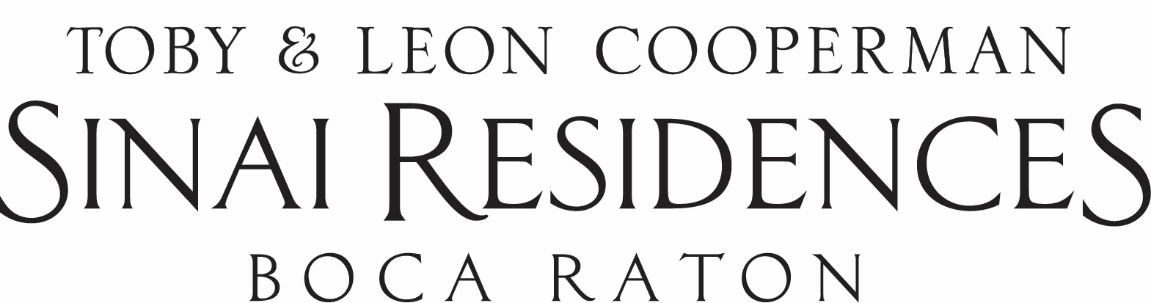 TOBY & LEON COOPERMAN
SINAI RESIDENCES
BOCA RATON